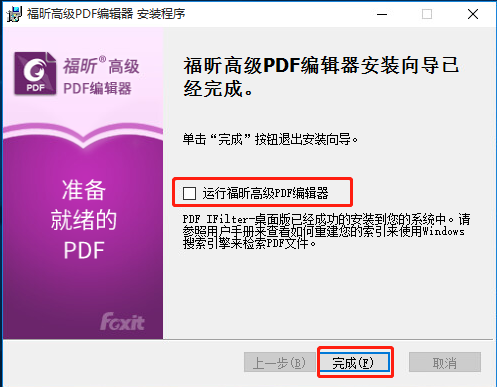 福昕高级PDF编辑器 安装程序
福昕®高级
PDF编辑器
PDF
准备
就绪的
PDF
Foxit
福昕高级PDF编辑器安装向导已
经完成。
单击“完成”按钮退出安装向导。
运行福昕高级PDF编辑器
PDF IFilter-桌面版已经成功的安装到您的系统中。请
参照用户手册来查看如何重建您的索引来使用Windows
搜索引擎来检索PDF文件。
上一步(B)
完成(F)
取消